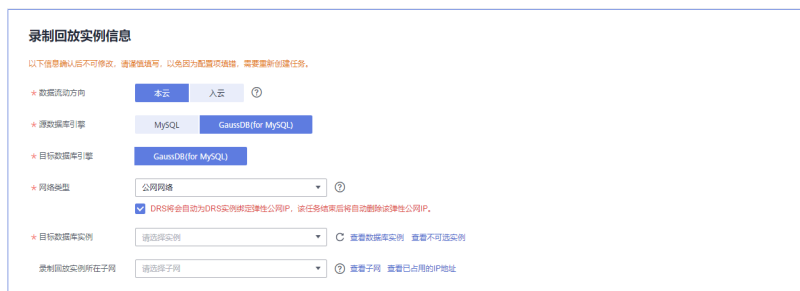 录制回放实例信息
以下信息确认后不可修改，请谨慎填写，以免因为配置项填错，需要重新创建任务。
* 数据流动方向 本云 入云 ?
* 源数据库引擎 MySQL GaussDB(for MySQL)
* 目标数据库引擎 GaussDB(for MySQL)
* 网络类型 公网网络 ?
DRS将会自动为DRS实例绑定弹性公网IP，该任务结束后将自动删除该弹性公网IP。
* 目标数据库实例 请选择实例 查看数据库实例 查看不可选实例
录制回放实例所在子网 请选择子网 ? 查看子网 查看已占用的IP地址